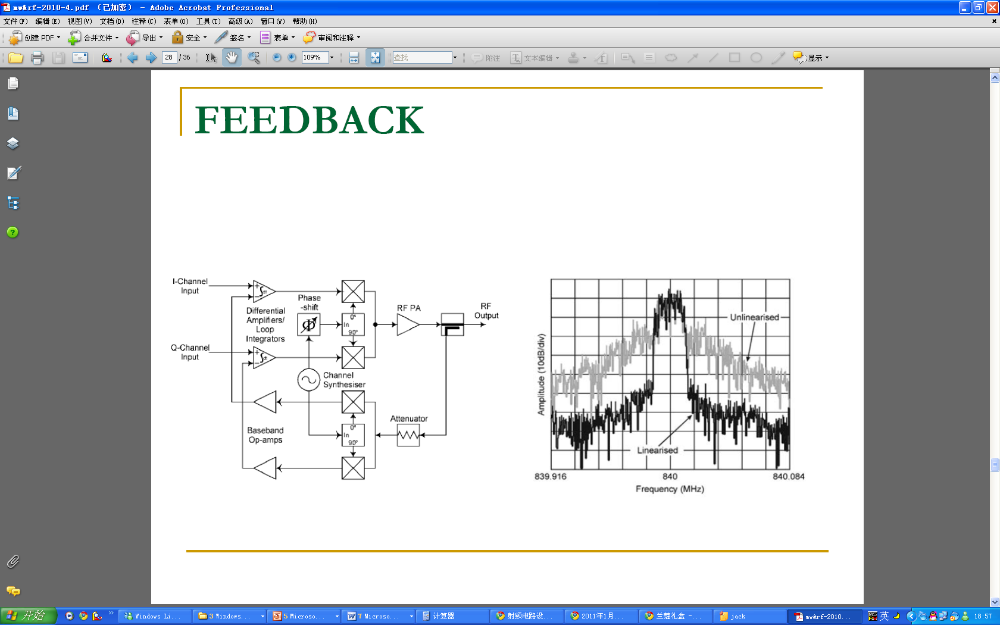 mw&rf-2010-4.pdf （已加密） - Adobe Acrobat Professional
文件(F) 编辑(E) 视图(V) 文档(D) 注释(C) 表单(O) 工具(T) 高级(A) 窗口(W) 帮助(H)
创建 PDF 合并文件 导出 安全 签名 表单 审阅和注释
28 / 36 109% 查找 附注 文本编辑 显示
FEEDBACK
I-Channel
Input
Differential
Amplifiers/
Loop
Integrators
Phase
-shift
Φ
0°
In
90°
RF PA
RF
Output
Q-Channel
Input
Channel
Synthesiser
Baseband
Op-amps
0°
In
90°
Attenuator
Amplitude (10dB/div)
Unlinearised
Linearised
839.916 840 840.084
Frequency (MHz)
开始 Windows Li... 3 Windows... 5 Microso... 7 Microso... 计算器 射频电路设... 2011年1月... 兰蔻礼盒 -... jack mw&rf-2010... 英 18:57